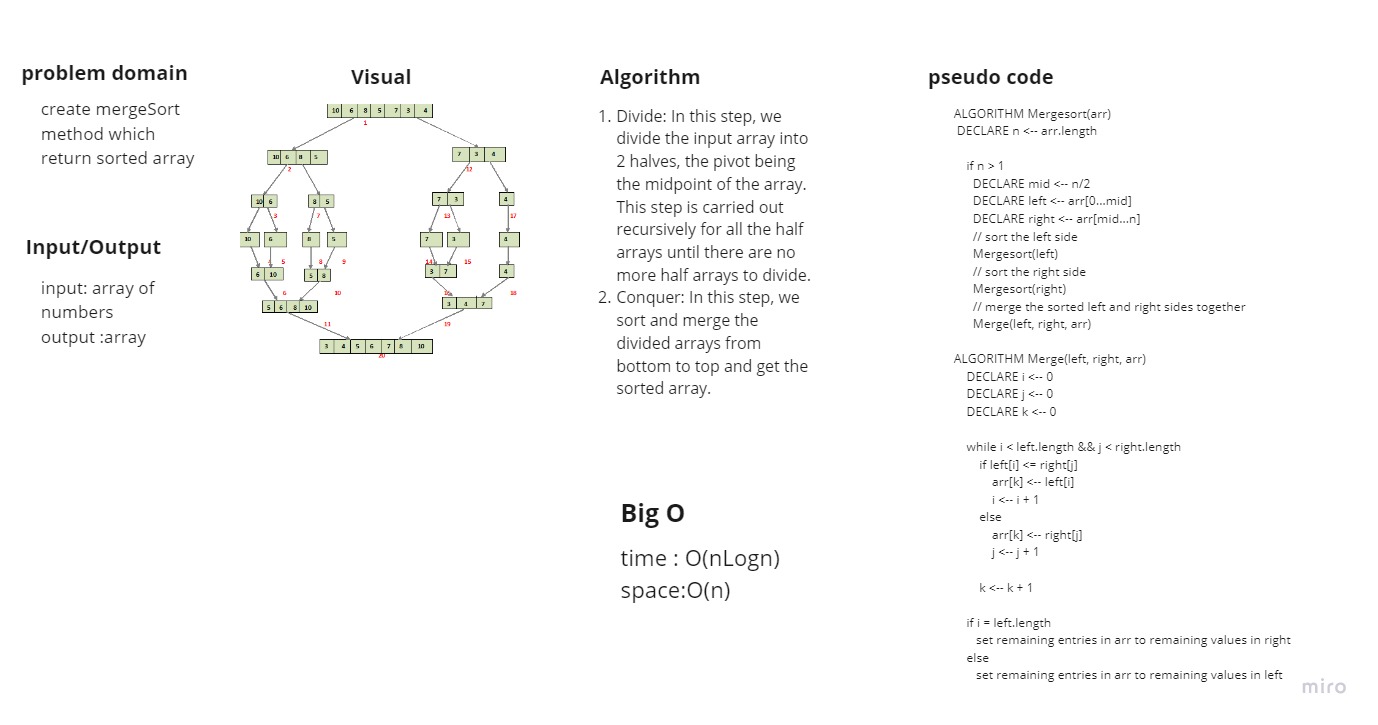 problem domain
create mergeSort
method which
return sorted array
Input/Output
input: array of
numbers
output :array
Visual
10 6 8 5 7 3 4
1
10 6 8 5
7 3 4
2
12
10 6
8 5
7 3
4
3
7
13
17
10
6
8
5
7
3
4
5
8
9
14
15
6 10
5 8
3 7
4
6
10
18
5 6 8 10
3 4 7
11
19
3 4 5 6 7 8 10
20
Algorithm
1. Divide: In this step, we
divide the input array into
2 halves, the pivot being
the midpoint of the array.
This step is carried out
recursively for all the half
arrays until there are no
more half arrays to divide.
2. Conquer: In this step, we
sort and merge the
divided arrays from
bottom to top and get the
sorted array.
Big O
time : O(nLogn)
space:O(n)
pseudo code
ALGORITHM Mergesort(arr)
DECLARE n <-- arr.length
if n > 1
DECLARE mid <-- n/2
DECLARE left <-- arr[0...mid]
DECLARE right <-- arr[mid...n]
// sort the left side
Mergesort(left)
// sort the right side
Mergesort(right)
// merge the sorted left and right sides together
Merge(left, right, arr)
ALGORITHM Merge(left, right, arr)
DECLARE i <-- 0
DECLARE j <-- 0
DECLARE k <-- 0
while i < left.length && j < right.length
if left[i] <= right[j]
arr[k] <-- left[i]
i <-- i + 1
else
arr[k] <-- right[j]
j <-- j + 1
k <-- k + 1
if i = left.length
set remaining entries in arr to remaining values in right
else
set remaining entries in arr to remaining values in left
miro